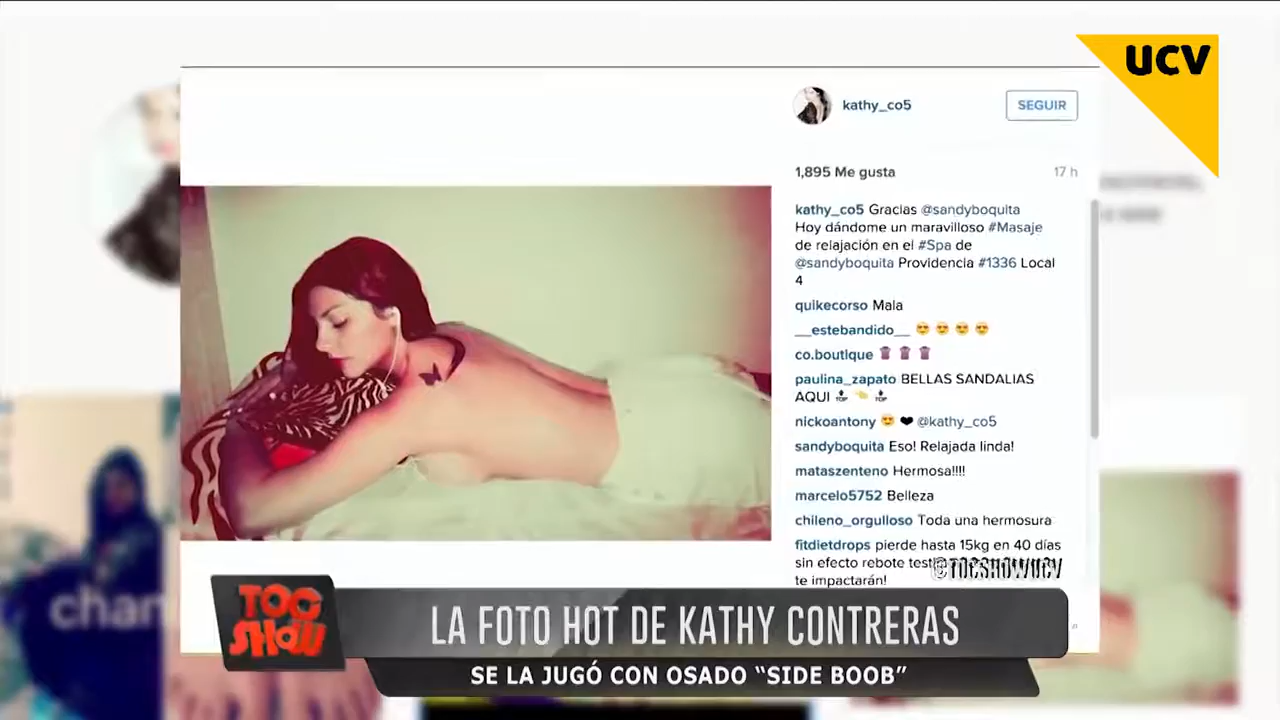 UCV
kathy_co5
SEGUIR
1,895 Me gusta
17 h
kathy_co5 Gracias @sandyboquita
Hoy dándome un maravilloso #Masaje
de relajación en el #Spa de
@sandyboquita Providencia #1336 Local
4
quikecorso Mala
__estebandido__
co.boutique
paulina_zapato BELLAS SANDALIAS
AQUI TOP TOP
nickoantony @kathy_co5
sandyboquita Eso! Relajada linda!
mataszenteno Hermosa!!!!
marcelo5752 Belleza
chileno_orgulloso Toda una hermosura
fitdietdrops pierde hasta 15kg en 40 días
sin efecto rebote
@TOCSHOWUCV
te impactarán!
TOC
SHOW
LA FOTO HOT DE KATHY CONTRERAS
SE LA JUGÓ CON OSADO “SIDE BOOB”
chan